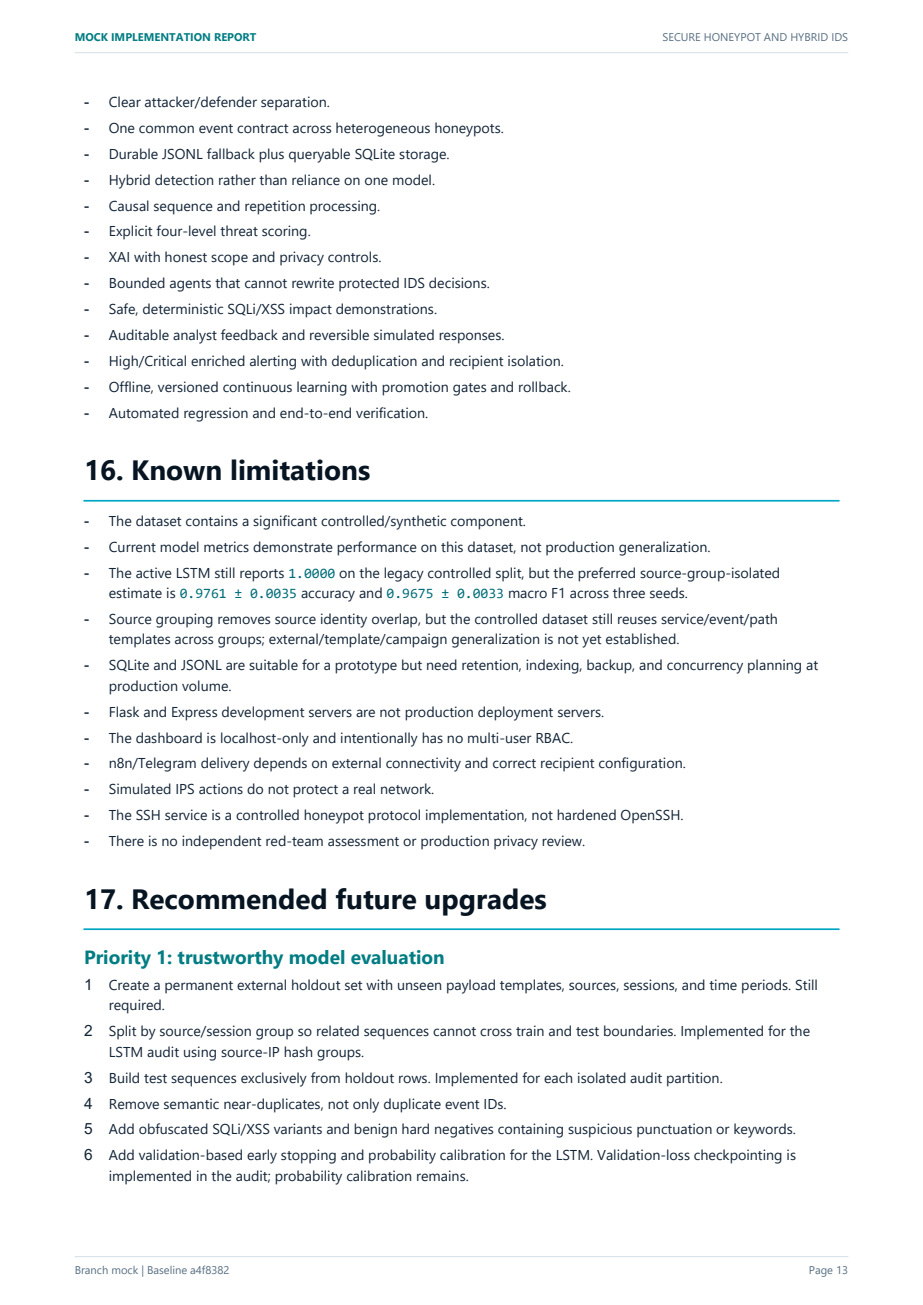 MOCK IMPLEMENTATION REPORT
SECURE HONEYPOT AND HYBRID IDS
- Clear attacker/defender separation.
- One common event contract across heterogeneous honeypots.
- Durable JSONL fallback plus queryable SQLite storage.
- Hybrid detection rather than reliance on one model.
- Causal sequence and repetition processing.
- Explicit four-level threat scoring.
- XAI with honest scope and privacy controls.
- Bounded agents that cannot rewrite protected IDS decisions.
- Safe, deterministic SQLi/XSS impact demonstrations.
- Auditable analyst feedback and reversible simulated responses.
- High/Critical enriched alerting with deduplication and recipient isolation.
- Offline, versioned continuous learning with promotion gates and rollback.
- Automated regression and end-to-end verification.
16. Known limitations
- The dataset contains a significant controlled/synthetic component.
- Current model metrics demonstrate performance on this dataset, not production generalization.
- The active LSTM still reports 1.0000 on the legacy controlled split, but the preferred source-group-isolated
estimate is 0.9761 ± 0.0035 accuracy and 0.9675 ± 0.0033 macro F1 across three seeds.
- Source grouping removes source identity overlap, but the controlled dataset still reuses service/event/path
templates across groups; external/template/campaign generalization is not yet established.
- SQLite and JSONL are suitable for a prototype but need retention, indexing, backup, and concurrency planning at
production volume.
- Flask and Express development servers are not production deployment servers.
- The dashboard is localhost-only and intentionally has no multi-user RBAC.
- n8n/Telegram delivery depends on external connectivity and correct recipient configuration.
- Simulated IPS actions do not protect a real network.
- The SSH service is a controlled honeypot protocol implementation, not hardened OpenSSH.
- There is no independent red-team assessment or production privacy review.
17. Recommended future upgrades
Priority 1: trustworthy model evaluation
1 Create a permanent external holdout set with unseen payload templates, sources, sessions, and time periods. Still
required.
2 Split by source/session group so related sequences cannot cross train and test boundaries. Implemented for the
LSTM audit using source-IP hash groups.
3 Build test sequences exclusively from holdout rows. Implemented for each isolated audit partition.
4 Remove semantic near-duplicates, not only duplicate event IDs.
5 Add obfuscated SQLi/XSS variants and benign hard negatives containing suspicious punctuation or keywords.
6 Add validation-based early stopping and probability calibration for the LSTM. Validation-loss checkpointing is
implemented in the audit; probability calibration remains.
Branch mock | Baseline a4f8382
Page 13